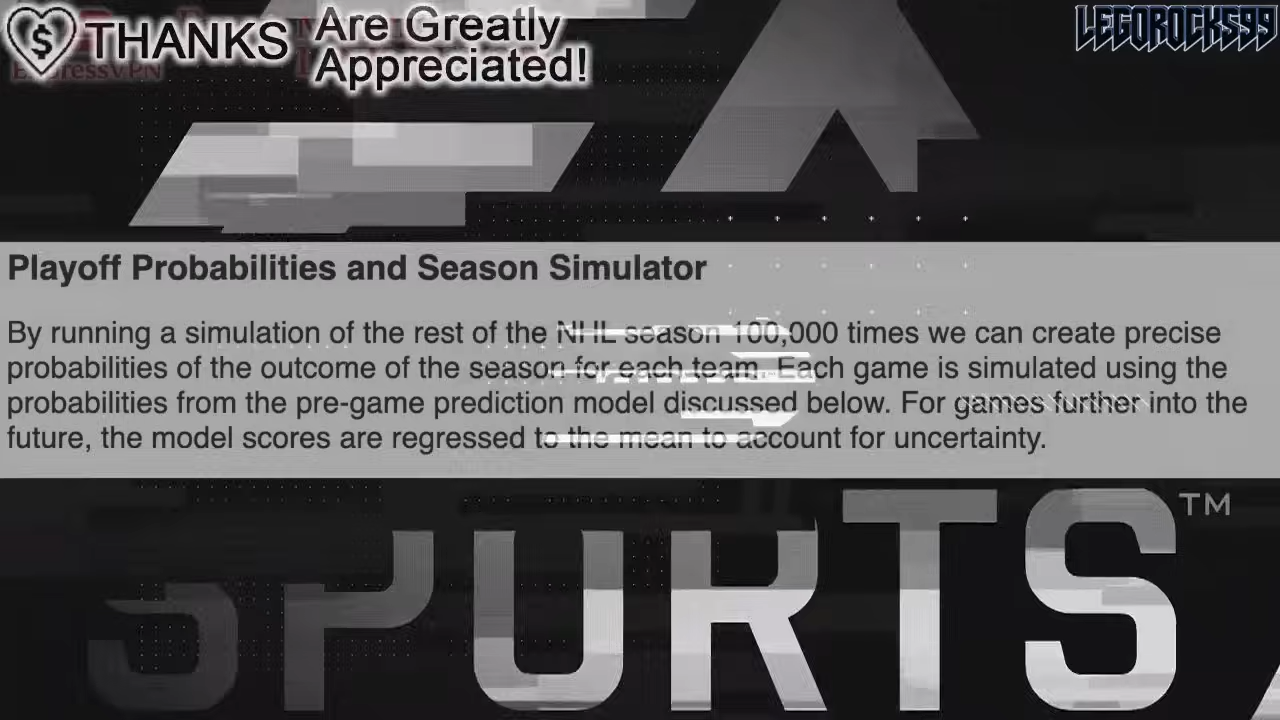 THANKS
Are Greatly
Appreciated!
LEGOROCKS99
Playoff Probabilities and Season Simulator
By running a simulation of the rest of the NHL season 100,000 times we can create precise
probabilities of the outcome of the season for each team. Each game is simulated using the
probabilities from the pre-game prediction model discussed below. For games further into the
future, the model scores are regressed to the mean to account for uncertainty.
SPORTS™